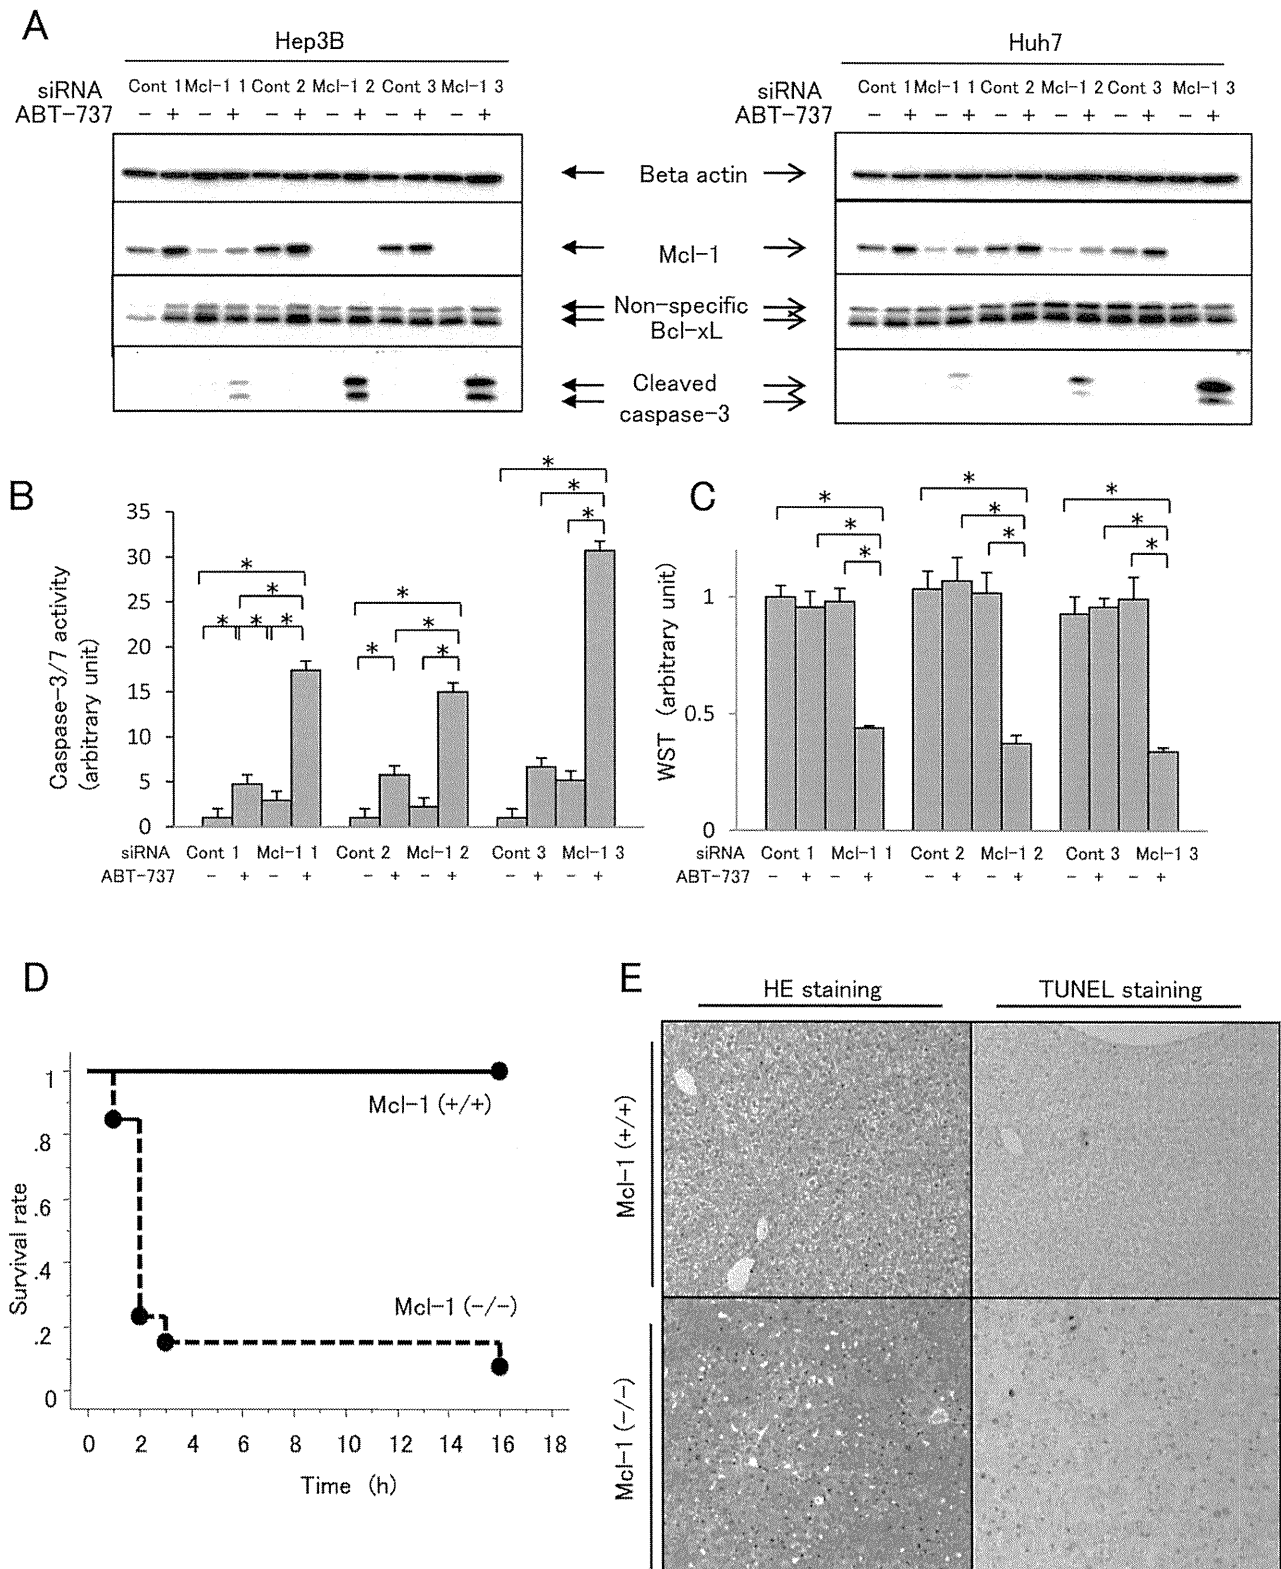 A
Hep3B
siRNA Cont 1 Mcl-1 1 Cont 2 Mcl-1 2 Cont 3 Mcl-1 3
ABT-737 − + − + − + − + − + − +
Huh7
siRNA Cont 1 Mcl-1 1 Cont 2 Mcl-1 2 Cont 3 Mcl-1 3
ABT-737 − + − + − + − + − + − +
Beta actin
Mcl-1
Non-specific
Bcl-xL
Cleaved
caspase-3
B
Caspase-3/7 activity
(arbitrary unit)
35
30
25
20
15
10
5
0
* * * * * *
* * * *
* * *
siRNA Cont 1 Mcl-1 1 Cont 2 Mcl-1 2 Cont 3 Mcl-1 3
ABT-737 − + − + − + − + − + − +
C
WST (arbitrary unit)
1
0.5
0
* * *
* * *
* * *
siRNA Cont 1 Mcl-1 1 Cont 2 Mcl-1 2 Cont 3 Mcl-1 3
ABT-737 − + − + − + − + − + − +
D
Survival rate
1
.8
.6
.4
.2
0
Mcl-1 (+/+)
Mcl-1 (-/-)
0 2 4 6 8 10 12 14 16 18
Time (h)
E
HE staining
TUNEL staining
Mcl-1 (+/+)
Mcl-1 (-/-)